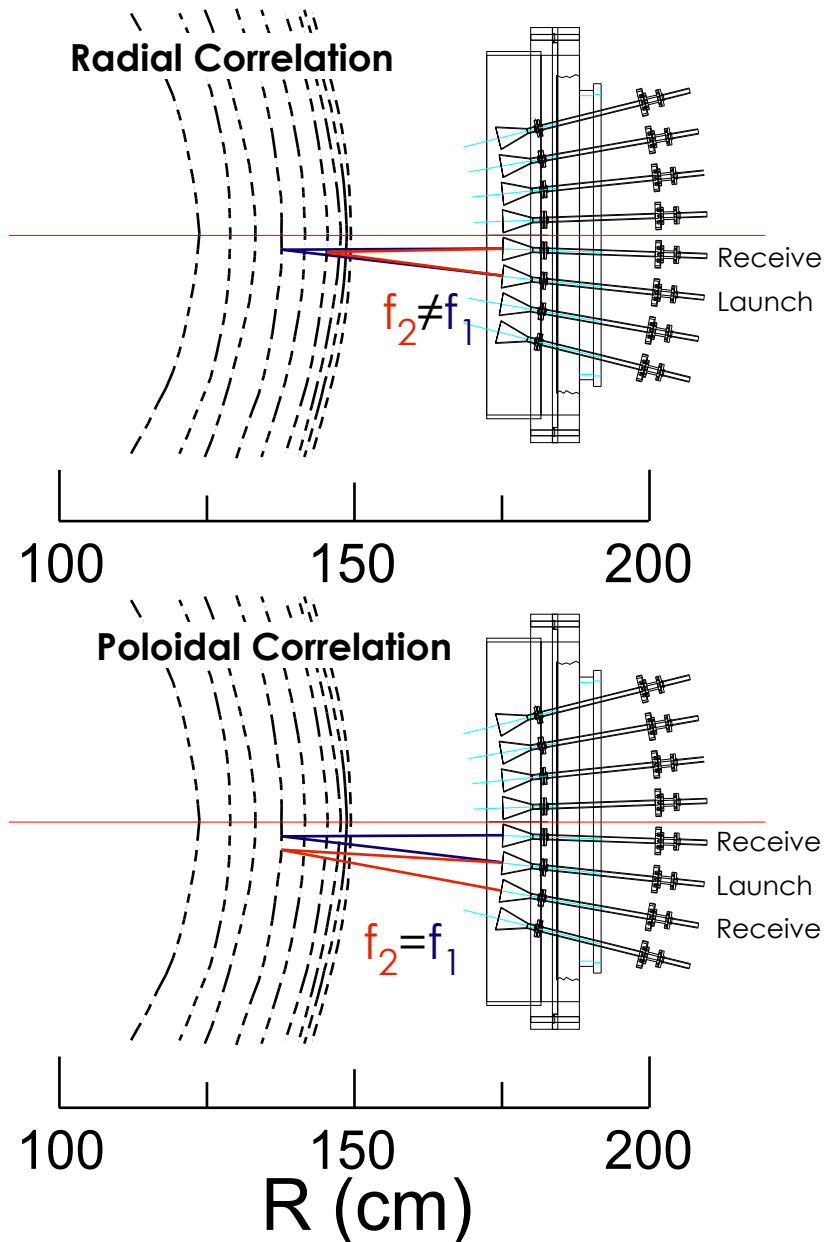 Radial Correlation
Receive
Launch
f₂≠f₁
100 150 200
Poloidal Correlation
Receive
Launch
Receive
f₂=f₁
100 150 200
R (cm)